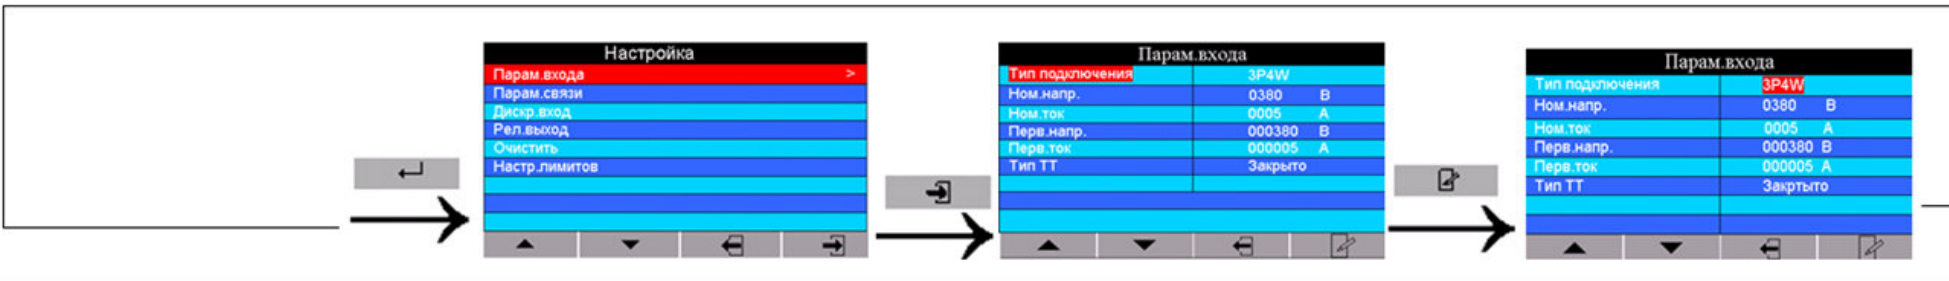 Настройка
Парам.входа >
Парам.связи
Дискр.вход
Рел.выход
Очистить
Настр.лимитов
Парам.входа
Тип подключения 3P4W
Ном.напр. 0380 В
Ном.ток 0005 А
Перв.напр. 000380 В
Перв.ток 000005 А
Тип ТТ Закрыто
Парам.входа
Тип подключения 3P4W
Ном.напр. 0380 В
Ном.ток 0005 А
Перв.напр. 000380 В
Перв.ток 000005 А
Тип ТТ Закртыто